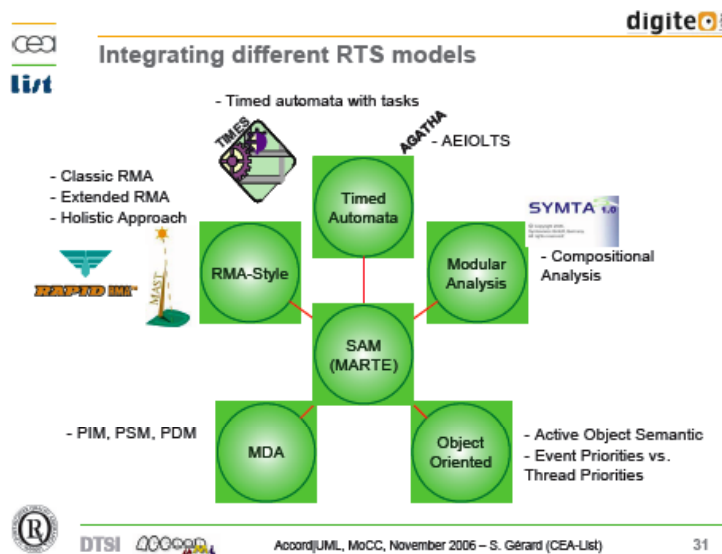 digiteo
cea
list
Integrating different RTS models
- Timed automata with tasks
TIMES
AGATHA
- AEIOLTS
- Classic RMA
- Extended RMA
- Holistic Approach
Timed
Automata
SYMTA 1.0
- Compositional
Analysis
RAPID RMA
MAST
RMA-Style
Modular
Analysis
SAM
(MARTE)
- PIM, PSM, PDM
MDA
Object
Oriented
- Active Object Semantic
- Event Priorities vs.
Thread Priorities
R
DTSI
Accord|UML, MoCC, November 2006 – S. Gérard (CEA-List)
31